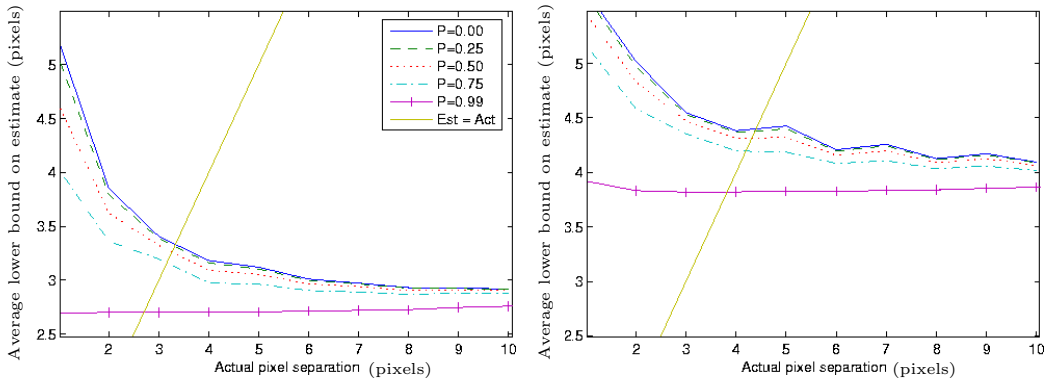 Average lower bound on estimate (pixels)
5
4.5
4
3.5
3
2.5
2 3 4 5 6 7 8 9 10
Actual pixel separation (pixels)
P=0.00
P=0.25
P=0.50
P=0.75
P=0.99
Est = Act
Average lower bound on estimate (pixels)
5
4.5
4
3.5
3
2.5
2 3 4 5 6 7 8 9 10
Actual pixel separation (pixels)